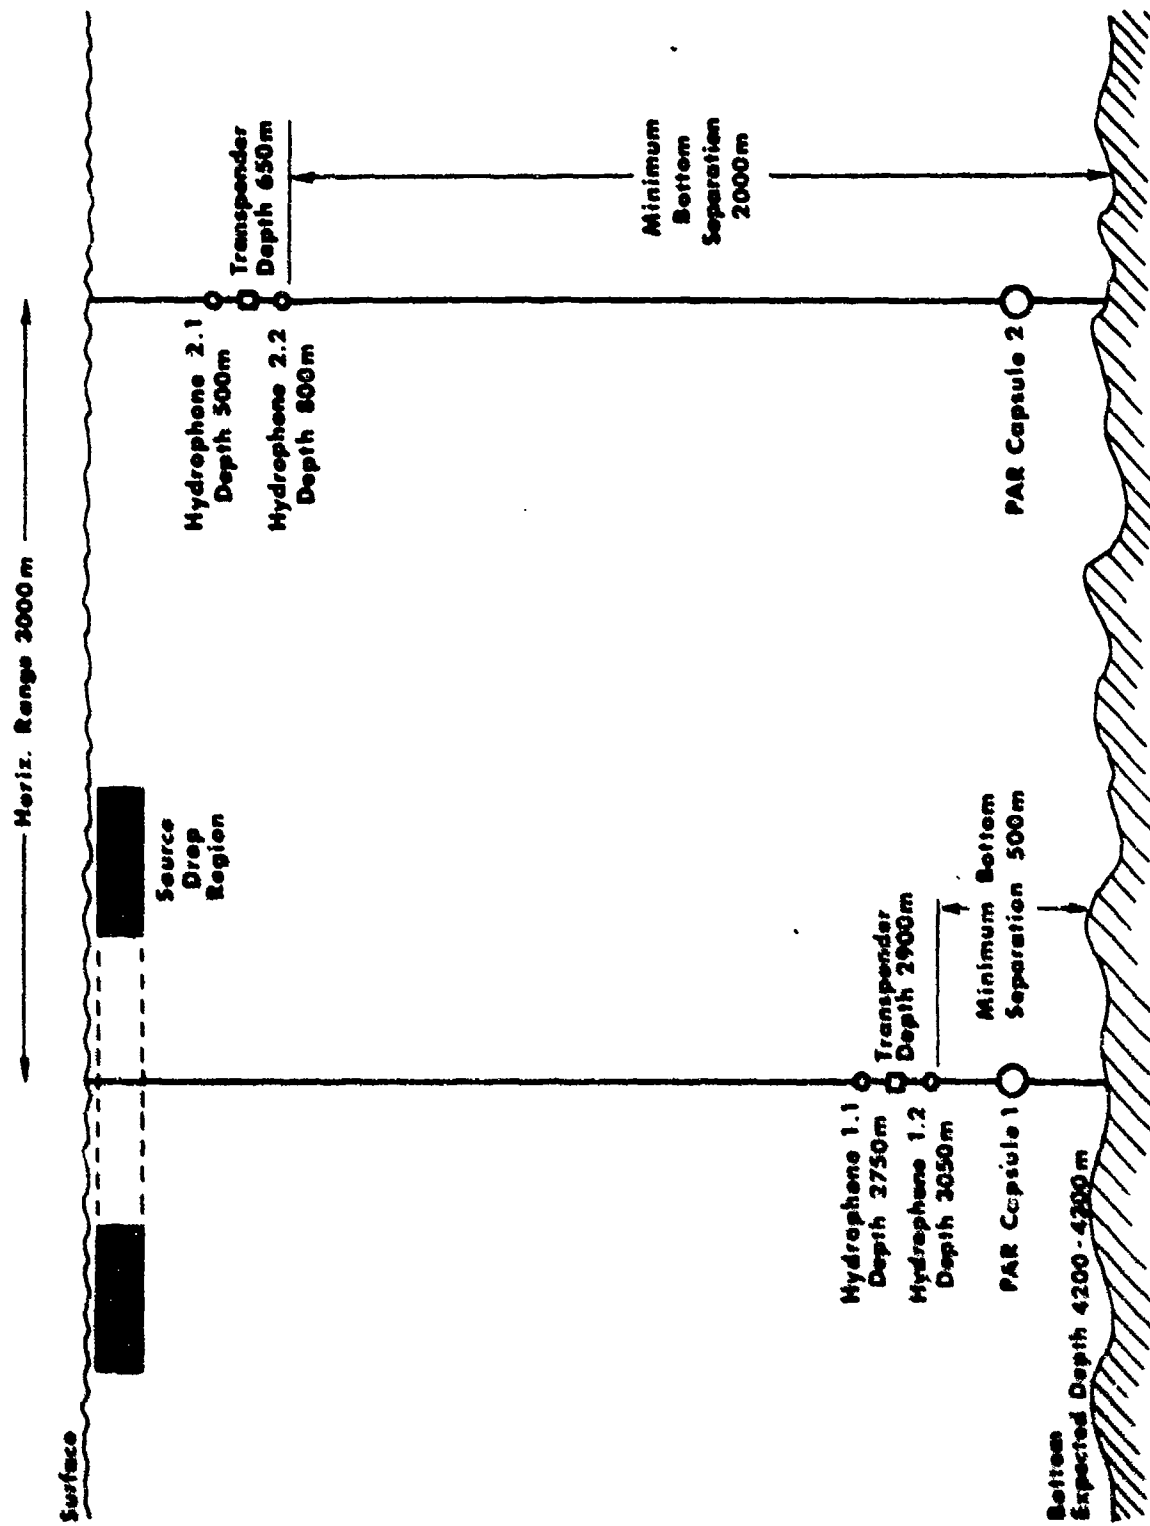 Horiz. Range 3000m
Surface
Source
Drop
Region
Hydrophone 2.1
Depth 500m
Transponder
Depth 650m
Hydrophone 2.2
Depth 800m
Minimum
Bottom
Separation
2000m
Hydrophone 1.1
Depth 2750m
Transponder
Depth 2900m
Hydrophone 1.2
Depth 3050m
Minimum Bottom
Separation 500m
PAR Capsule 1
PAR Capsule 2
Bottom
Expected Depth 4200-4300m